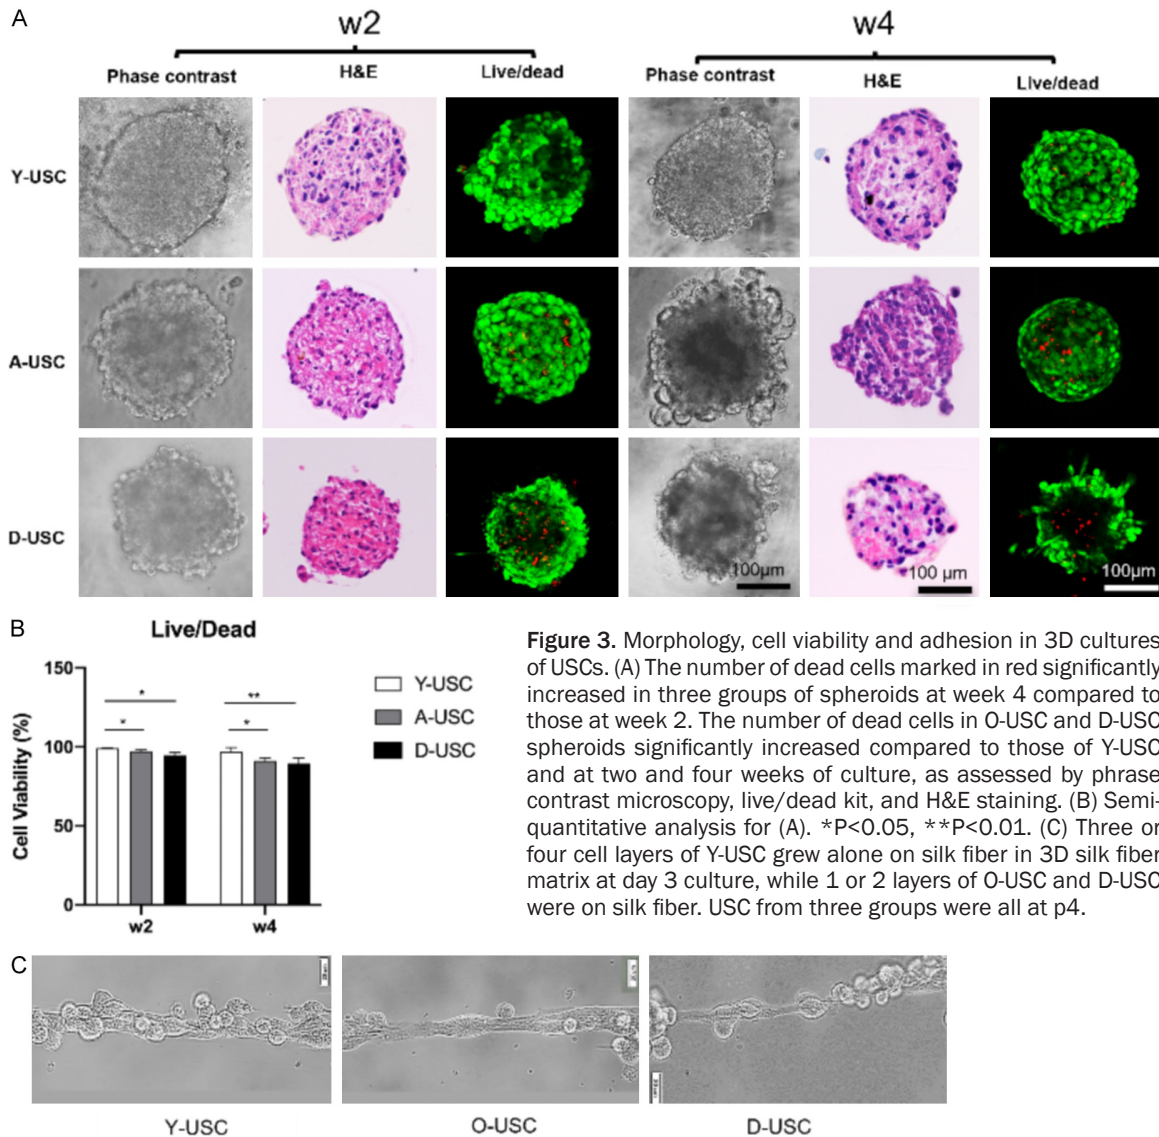 A
w2
w4
Phase contrast
H&E
Live/dead
Phase contrast
H&E
Live/dead
Y-USC
A-USC
D-USC
100μm
100 μm
100μm
B
Live/Dead
Cell Viability (%)
150
100
50
0
*
*
**
*
w2
w4
Y-USC
A-USC
D-USC
Figure 3. Morphology, cell viability and adhesion in 3D cultures
of USCs. (A) The number of dead cells marked in red significantly
increased in three groups of spheroids at week 4 compared to
those at week 2. The number of dead cells in O-USC and D-USC
spheroids significantly increased compared to those of Y-USC
and at two and four weeks of culture, as assessed by phrase
contrast microscopy, live/dead kit, and H&E staining. (B) Semi-
quantitative analysis for (A). *P<0.05, **P<0.01. (C) Three or
four cell layers of Y-USC grew alone on silk fiber in 3D silk fiber
matrix at day 3 culture, while 1 or 2 layers of O-USC and D-USC
were on silk fiber. USC from three groups were all at p4.
C
Y-USC
O-USC
D-USC